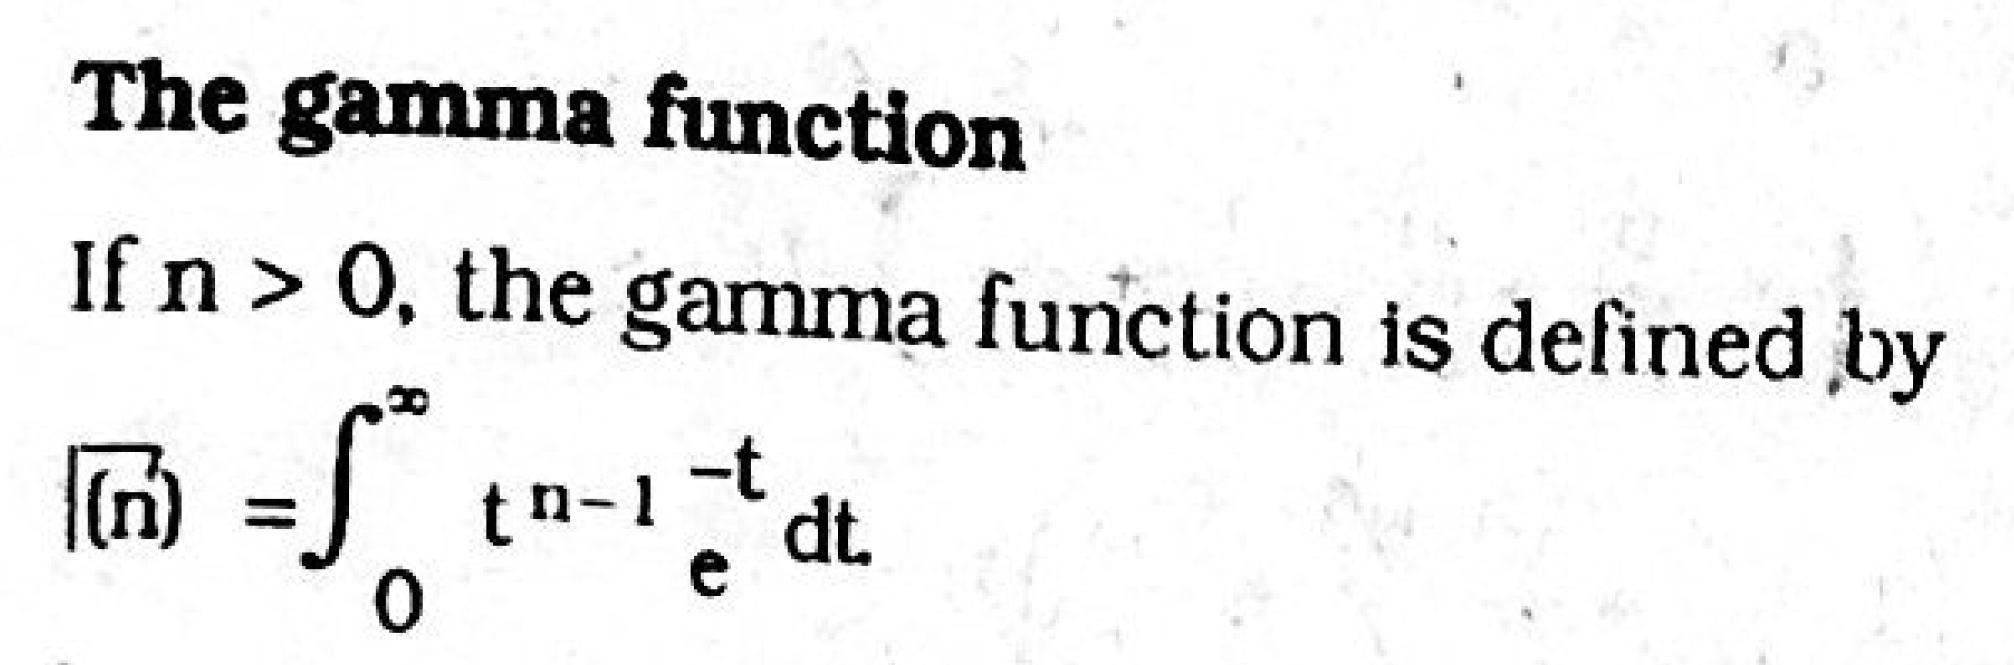 The gamma function
If n > 0, the gamma function is defined by
Γ(n) = ∫₀^∞ t^(n−1) e^(−t) dt.